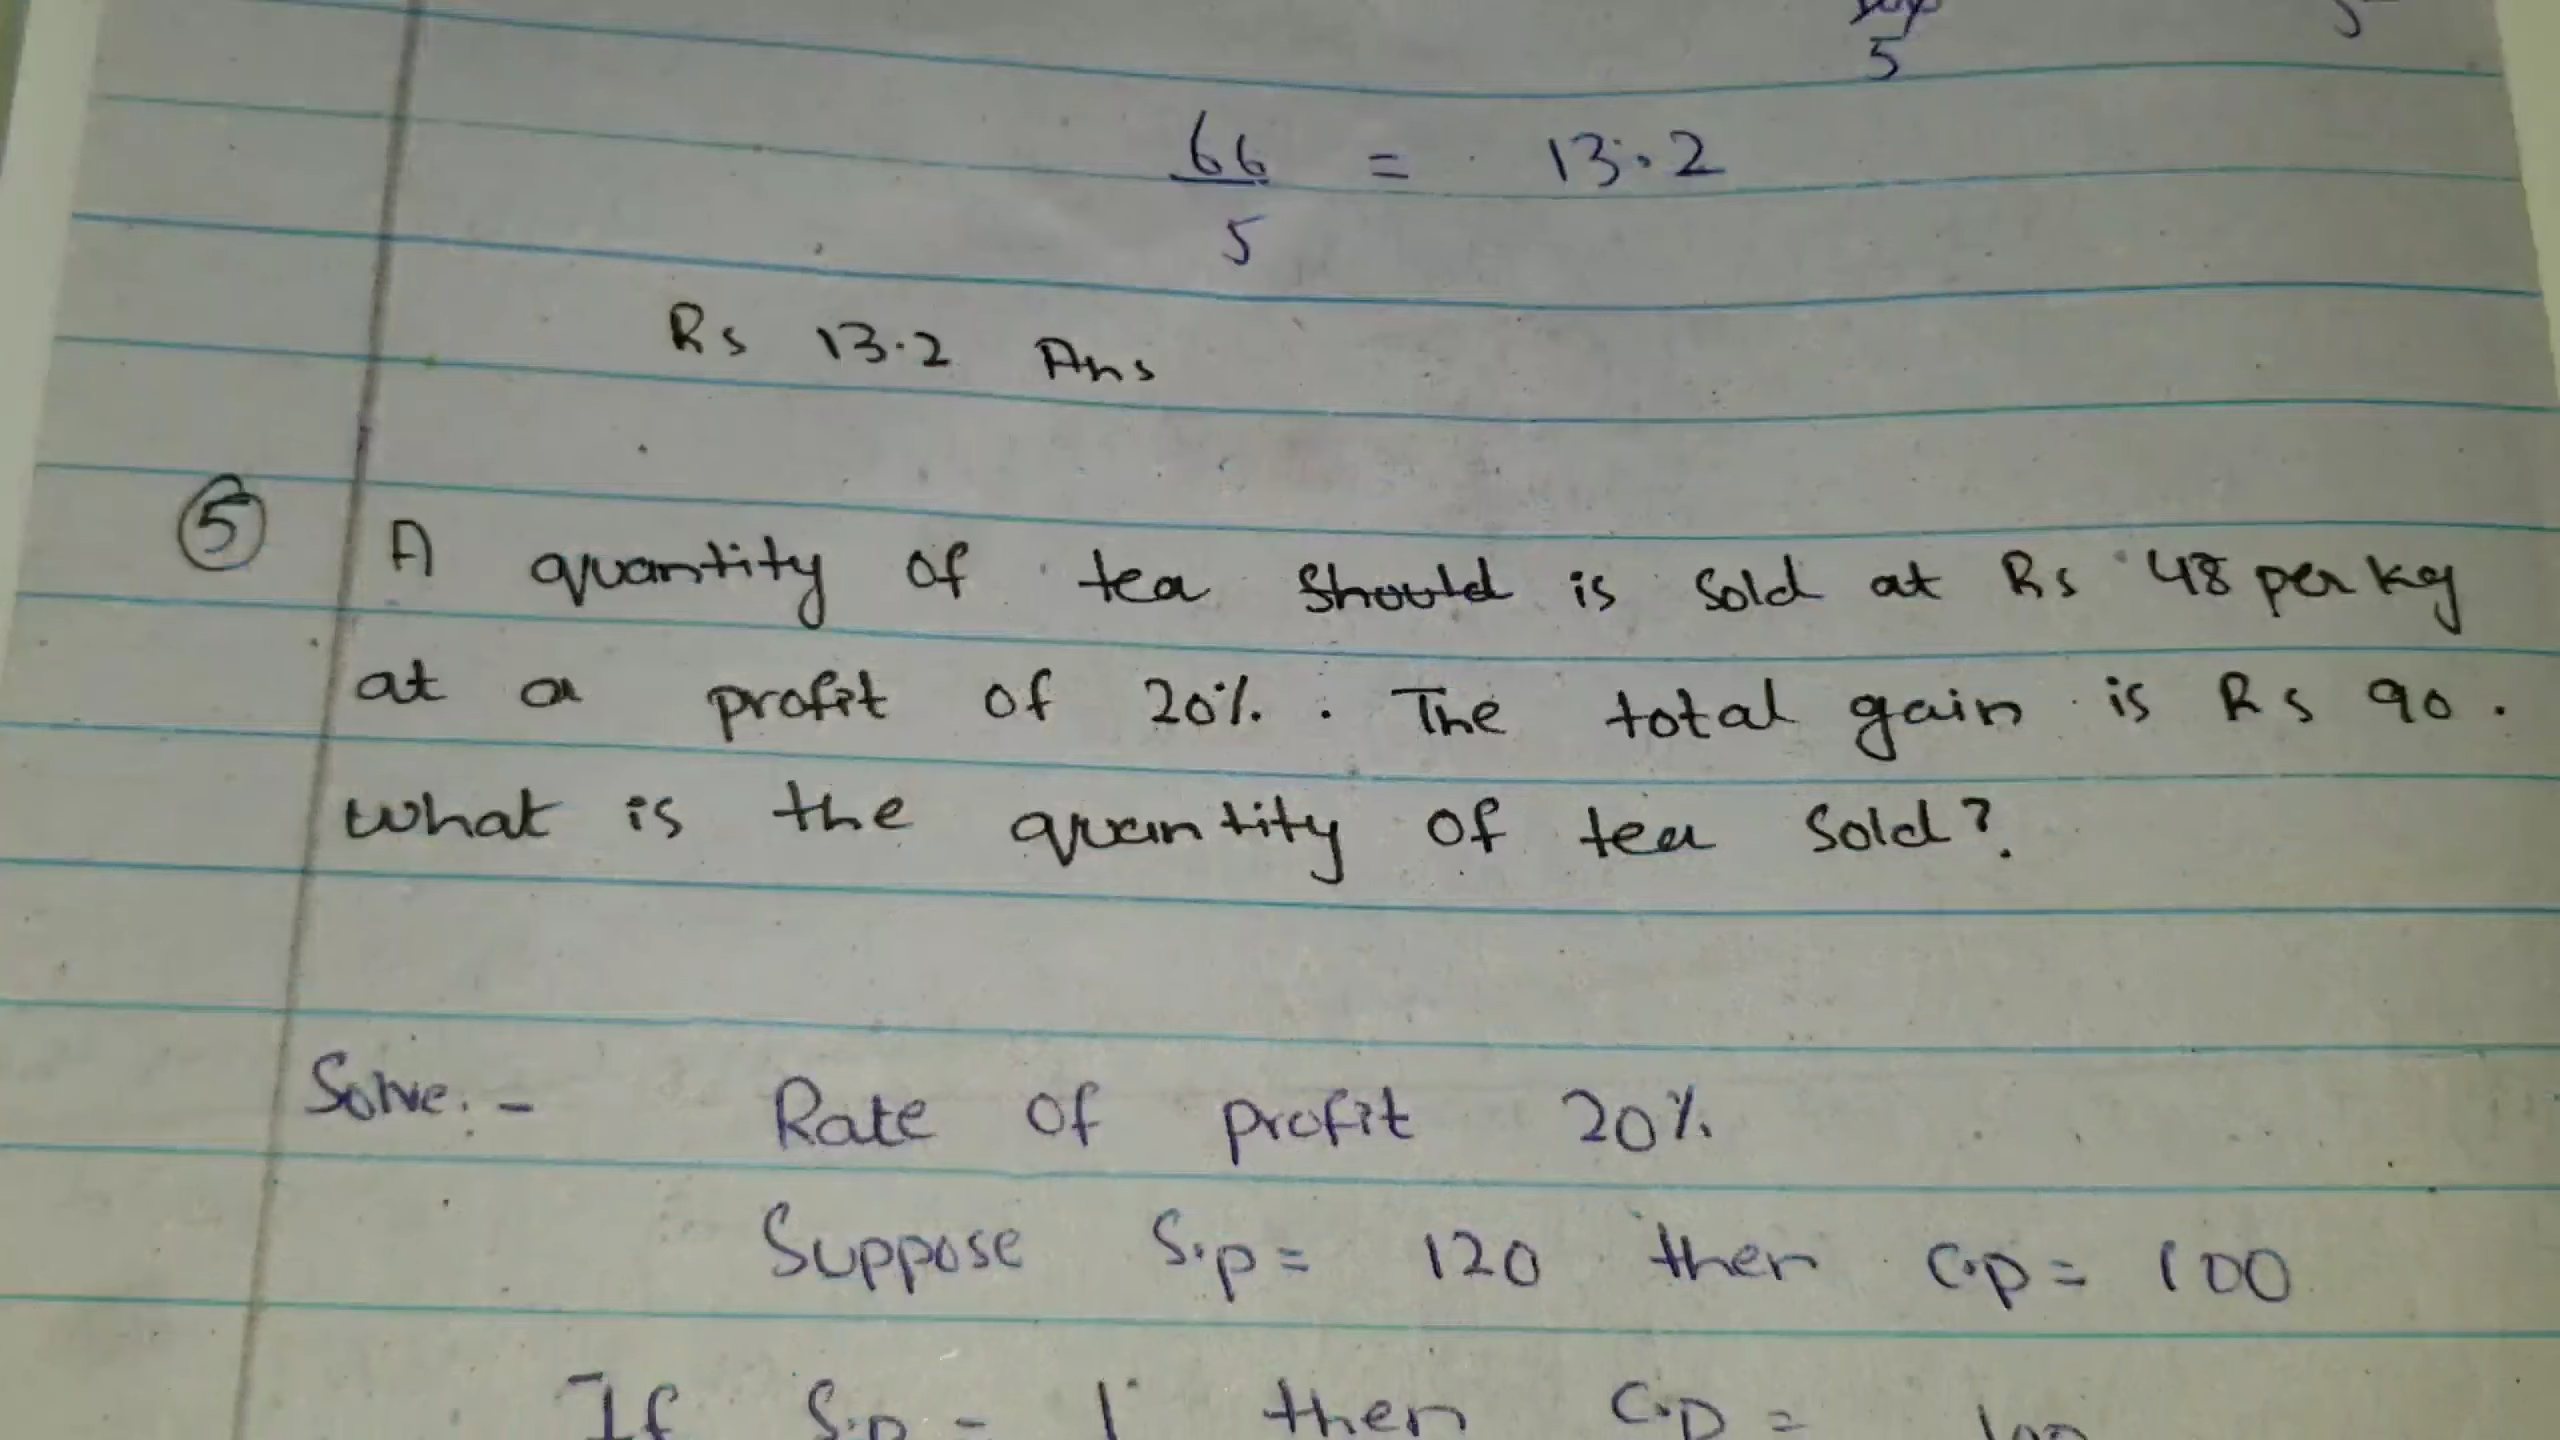 5
66 = 13.2
5
Rs 13.2 Ans
5 A quantity of tea should is sold at Rs 48 per kg
at a profit of 20%. The total gain is Rs 90.
What is the quantity of tea sold?
Solve:- Rate of profit 20%
Suppose S.p = 120 then C.p = 100
If S.p = 1 then C.p = 100